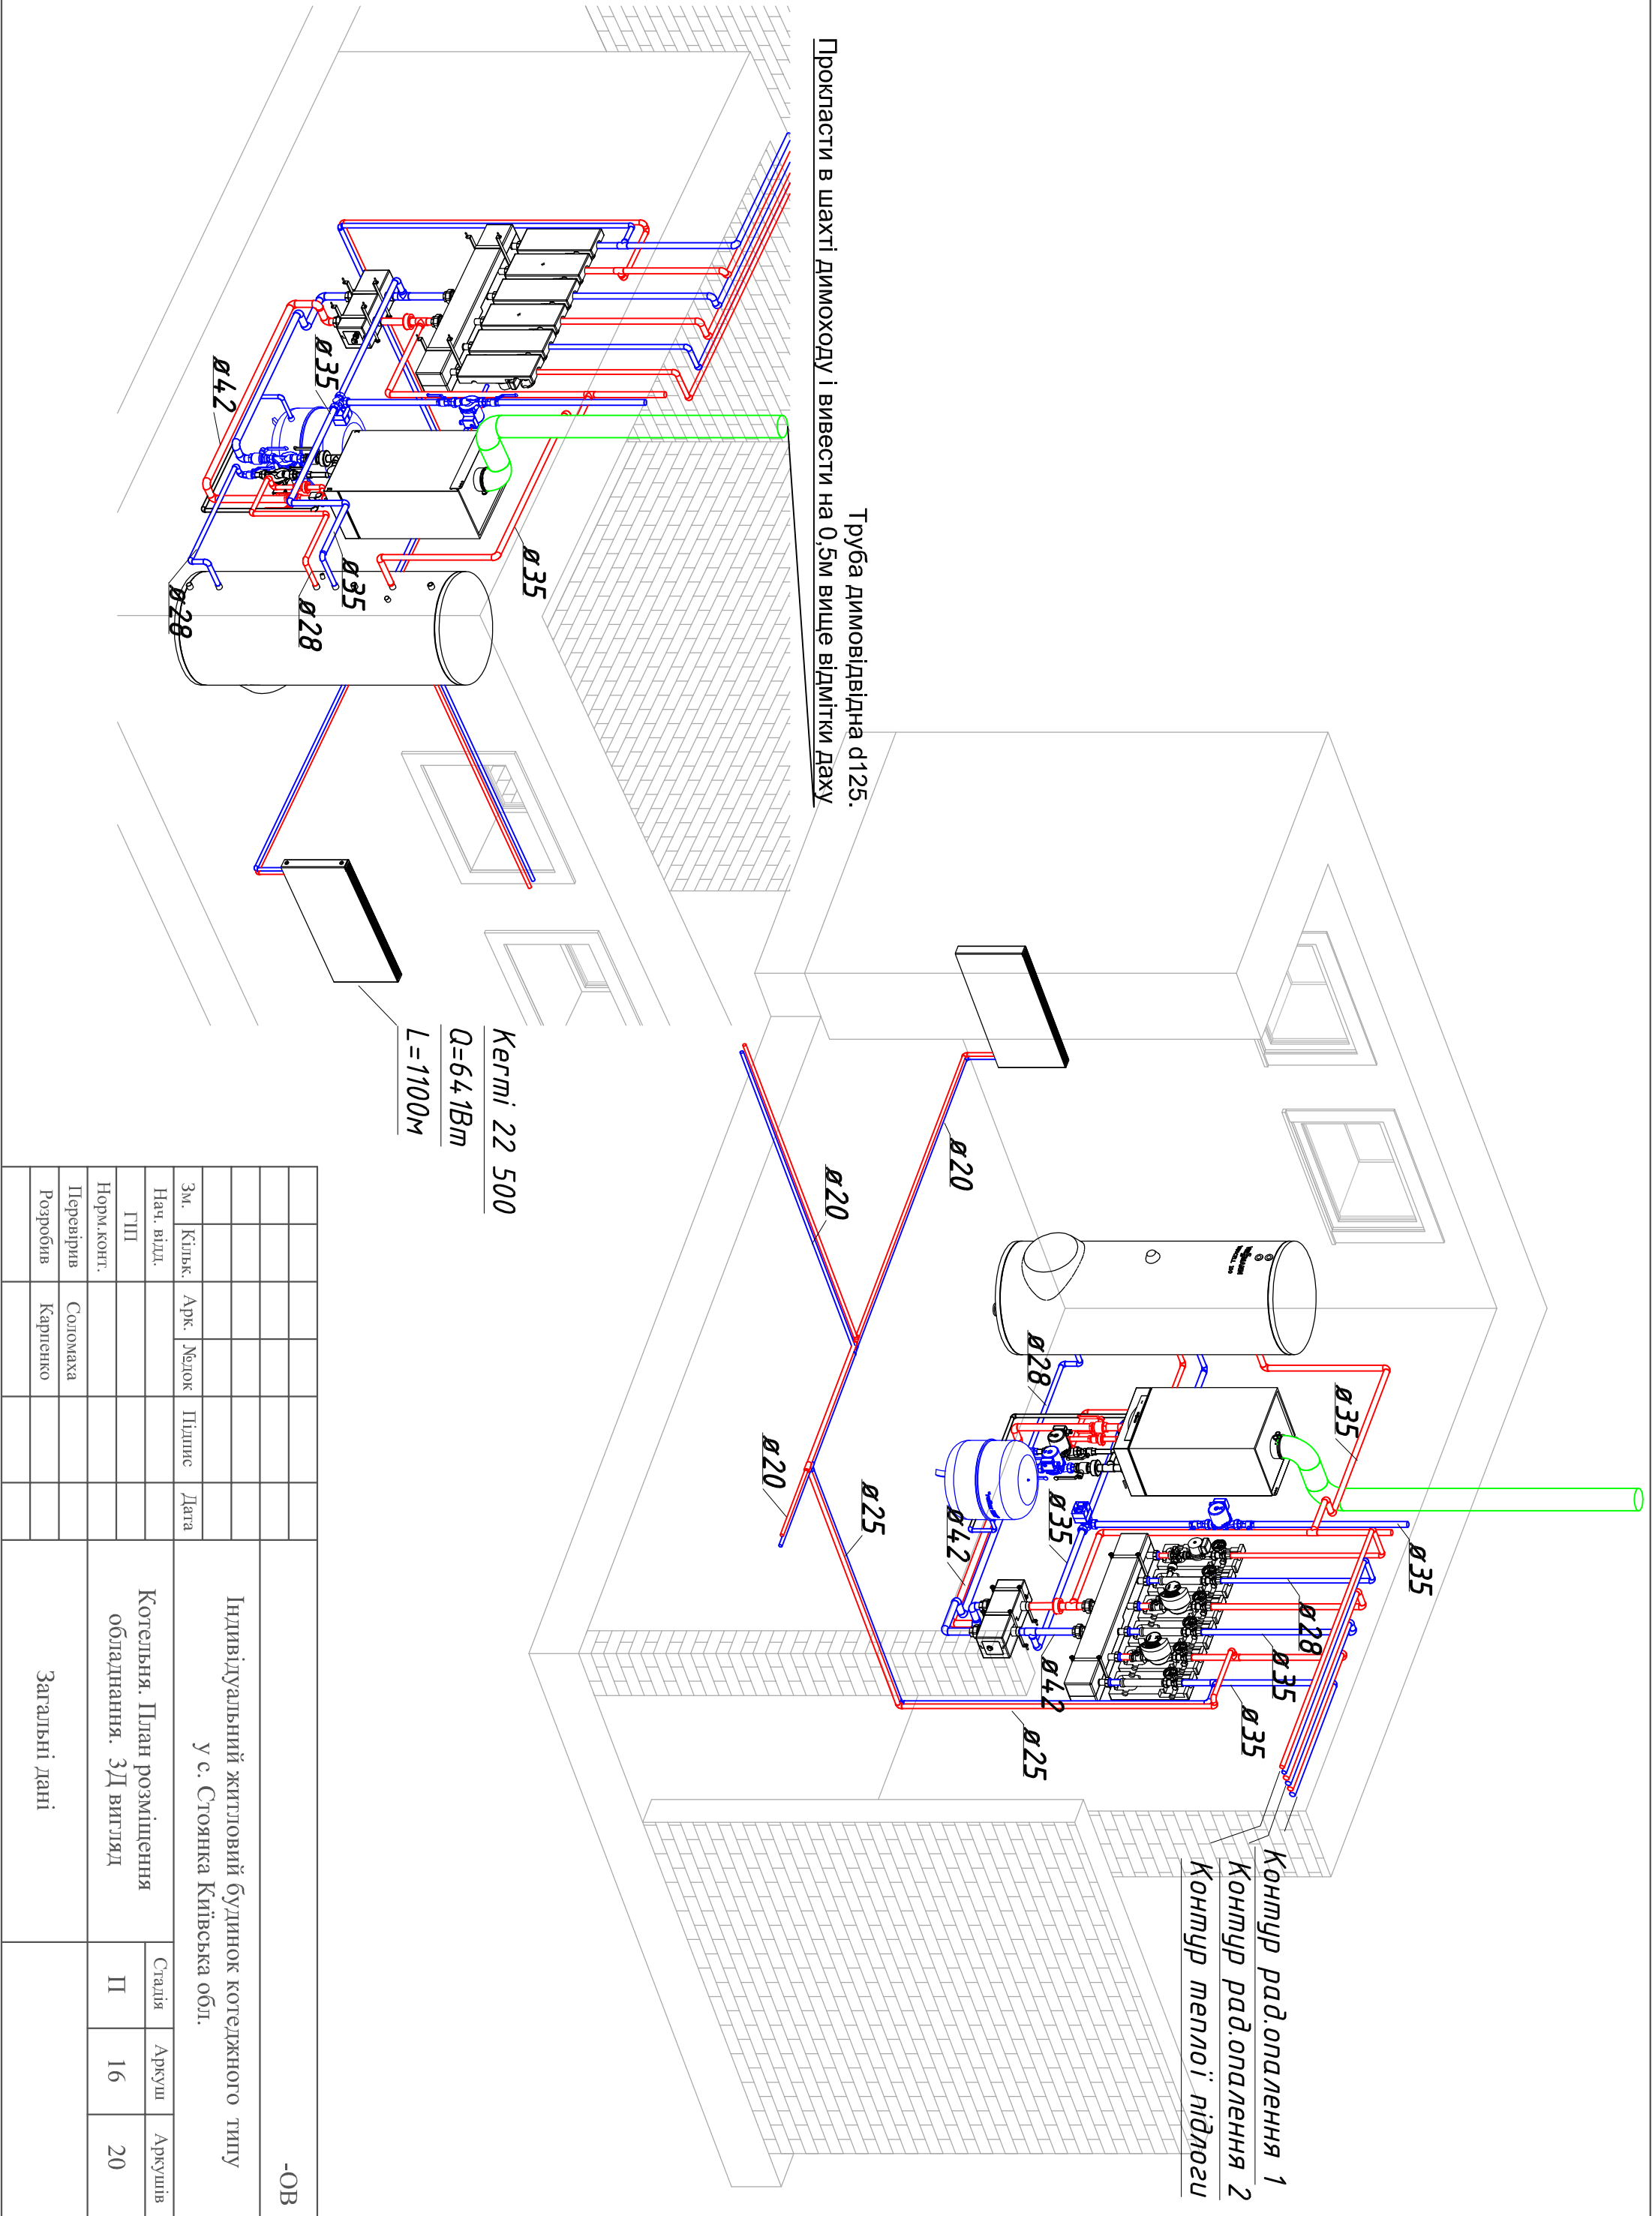 Труба димовідвідна d125.
Прокласти в шахті димоходу і вивести на 0,5м вище відмітки даху
ø35
ø42
ø35
ø35
ø28
ø28
Kermi 22 500
Q=641Вт
L=1100м
ø20
ø20
ø20
ø25
ø25
ø28
ø35
ø35
ø42
ø42
ø35
ø28
ø35
ø35
Контур рад.опалення 1
Контур рад.опалення 2
Контур теплої підлоги
-ОВ
Індивідуальний житловий будинок котеджного типу
у с. Стоянка Київська обл.
Зм. Кільк. Арк. №док Підпис Дата
Нач. відд.
ГІП
Норм.конт.
Перевірив Соломаха
Розробив Карпенко
Котельня. План розміщення
обладнання. 3Д вигляд
Стадія Аркуш Аркушів
П 16 20
Загальні дані